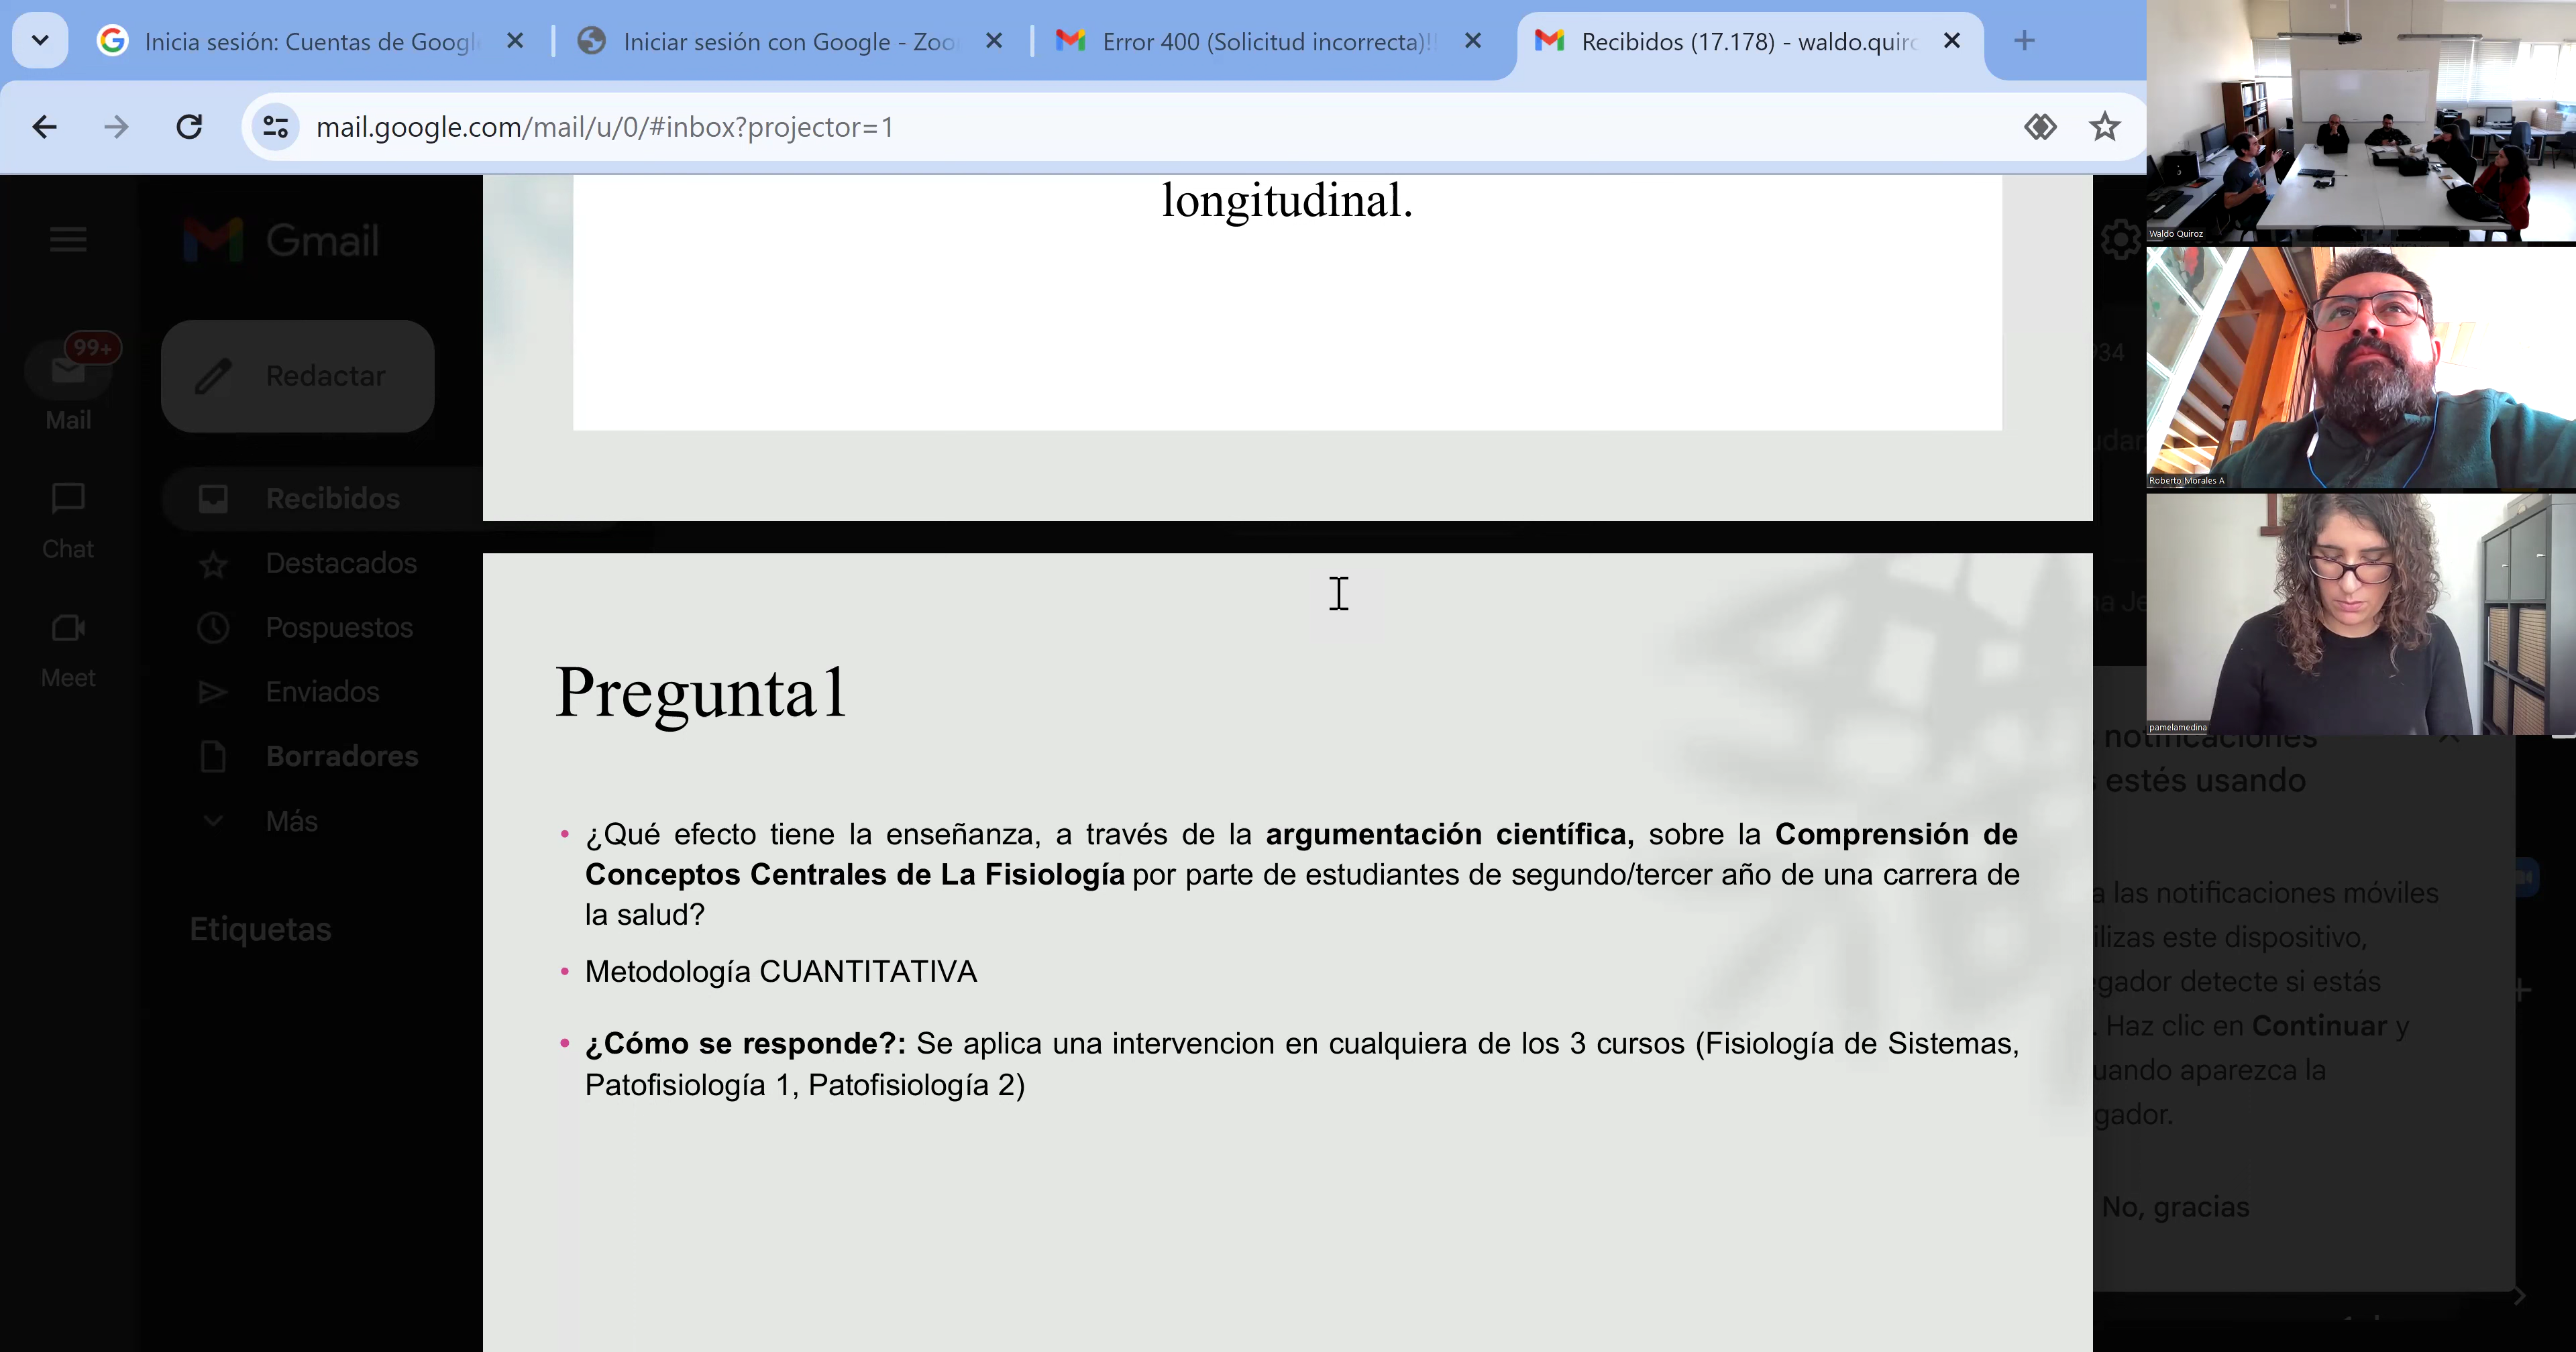 Inicia sesión: Cuentas de Googl
Iniciar sesión con Google - Zoo
Error 400 (Solicitud incorrecta)!!
Recibidos (17.178) - waldo.quiro
mail.google.com/mail/u/0/#inbox?projector=1
Waldo Quiroz
Roberto Morales A
pamelamedina
Gmail
99+
Mail
Chat
Meet
Redactar
Recibidos
Destacados
Pospuestos
Enviados
Borradores
Más
Etiquetas
longitudinal.
Pregunta1
• ¿Qué efecto tiene la enseñanza, a través de la argumentación científica, sobre la Comprensión de
Conceptos Centrales de La Fisiología por parte de estudiantes de segundo/tercer año de una carrera de
la salud?
• Metodología CUANTITATIVA
• ¿Cómo se responde?: Se aplica una intervencion en cualquiera de los 3 cursos (Fisiología de Sistemas,
Patofisiología 1, Patofisiología 2)
notificaciones
estés usando
a las notificaciones móviles
ilizas este dispositivo,
egador detecte si estás
. Haz clic en Continuar y
uando aparezca la
gador.
No, gracias